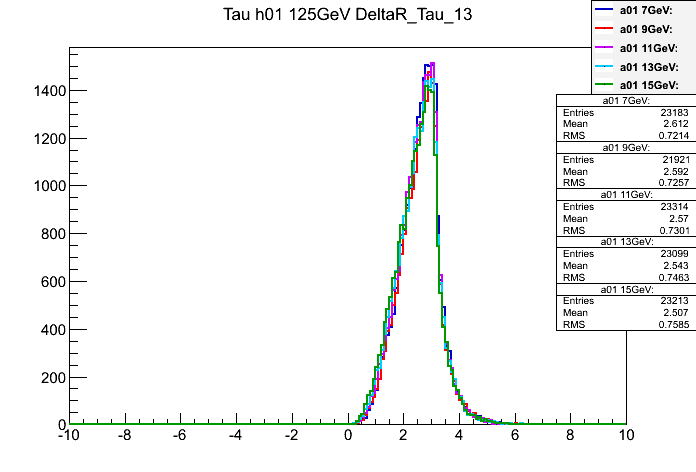 Tau h01 125GeV DeltaR_Tau_13
a01 7GeV:
a01 9GeV:
a01 11GeV:
a01 13GeV:
a01 15GeV:
a01 7GeV:
Entries 23183
Mean 2.612
RMS 0.7214
a01 9GeV:
Entries 21921
Mean 2.592
RMS 0.7257
a01 11GeV:
Entries 23314
Mean 2.57
RMS 0.7301
a01 13GeV:
Entries 23099
Mean 2.543
RMS 0.7463
a01 15GeV:
Entries 23213
Mean 2.507
RMS 0.7585
1400
1200
1000
800
600
400
200
0
-10 -8 -6 -4 -2 0 2 4 6 8 10